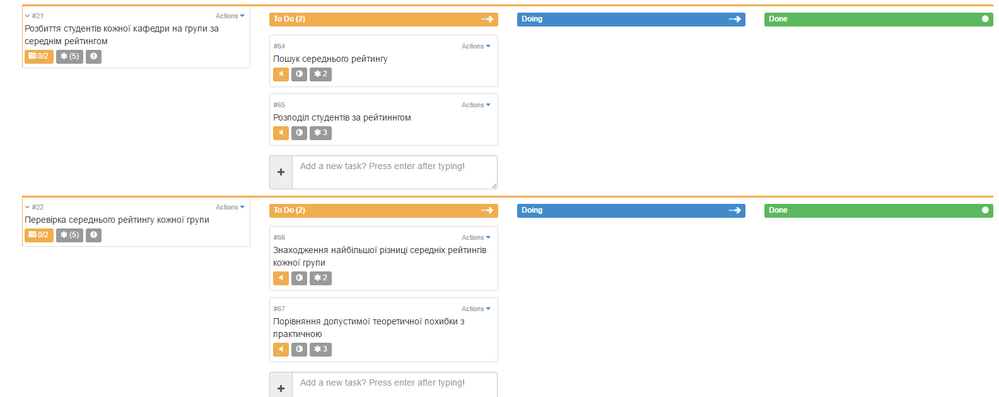 #21 Actions
Розбиття студентів кожної кафедри на групи за
середнім рейтингом
0/2 (5)
To Do (2)
Doing
Done
#64 Actions
Пошук середнього рейтингу
2
#65 Actions
Розподіл студентів за рейтиннгом
3
Add a new task? Press enter after typing!
#22 Actions
Перевірка середнього рейтингу кожної групи
0/2 (5)
To Do (2)
Doing
Done
#66 Actions
Знаходження найбільшої різниці середніх рейтингів
кожної групи
2
#67 Actions
Порівняння допустимої теоретичної похибки з
практичною
3
Add a new task? Press enter after typing!